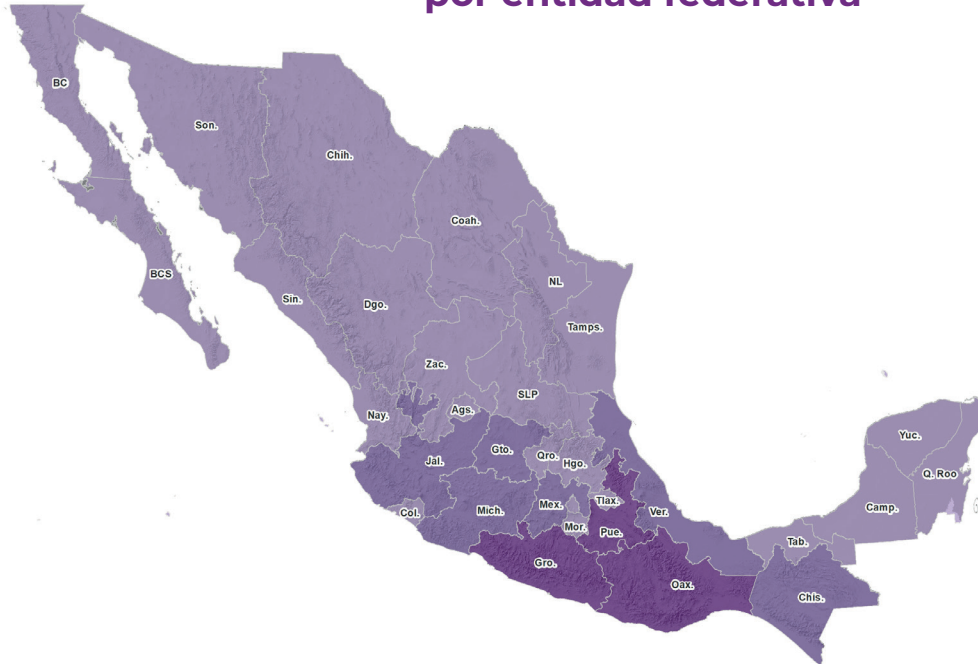 por entidad federativa
BC
Son.
Chih.
Coah.
BCS
NL
Sin.
Dgo.
Tamps.
Zac.
SLP
Nay.
Ags.
Yuc.
Gto.
Qro.
Jal.
Hgo.
Q. Roo
Tlax.
Mex.
Camp.
Mich.
Col.
Ver.
Mor.
Pue.
Tab.
Gro.
Oax.
Chis.